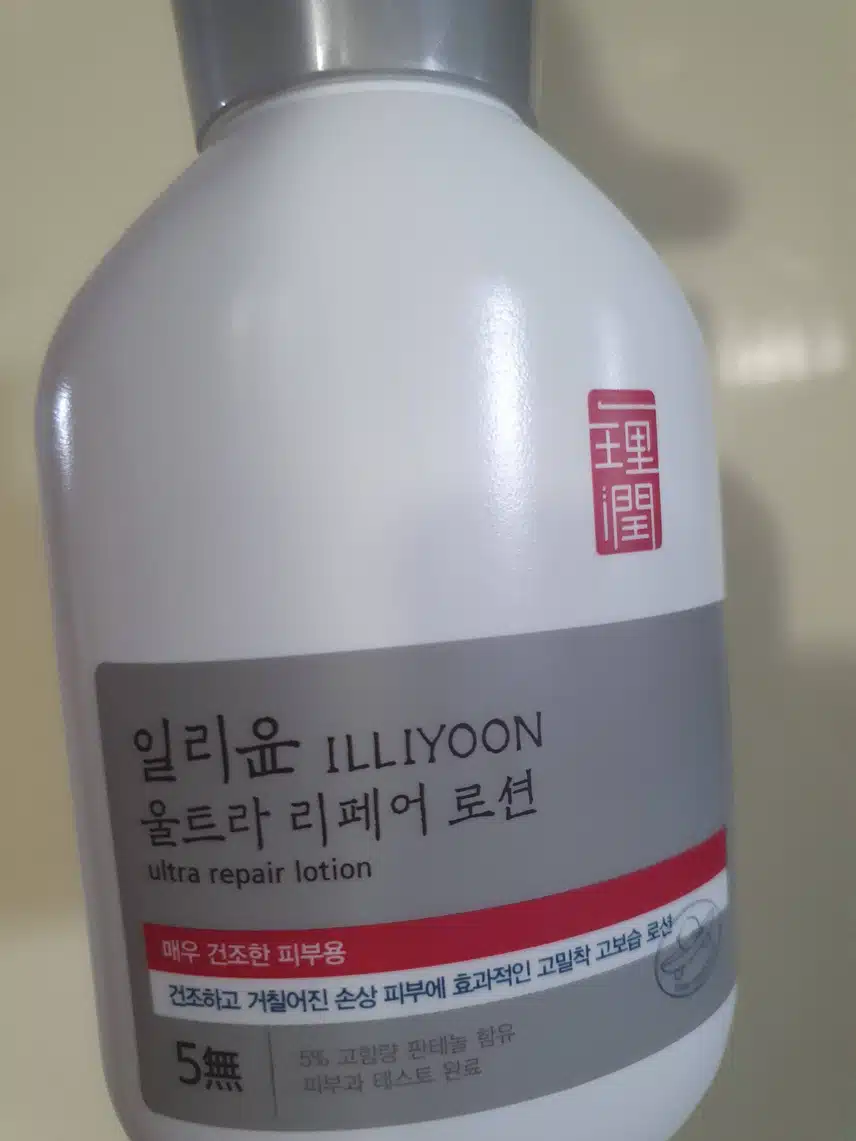 一理潤
일리윤 ILLIYOON
울트라 리페어 로션
ultra repair lotion
매우 건조한 피부용
건조하고 거칠어진 손상 피부에 효과적인 고밀착 고보습 로션
5無
5% 고함량 판테놀 함유
피부과 테스트 완료